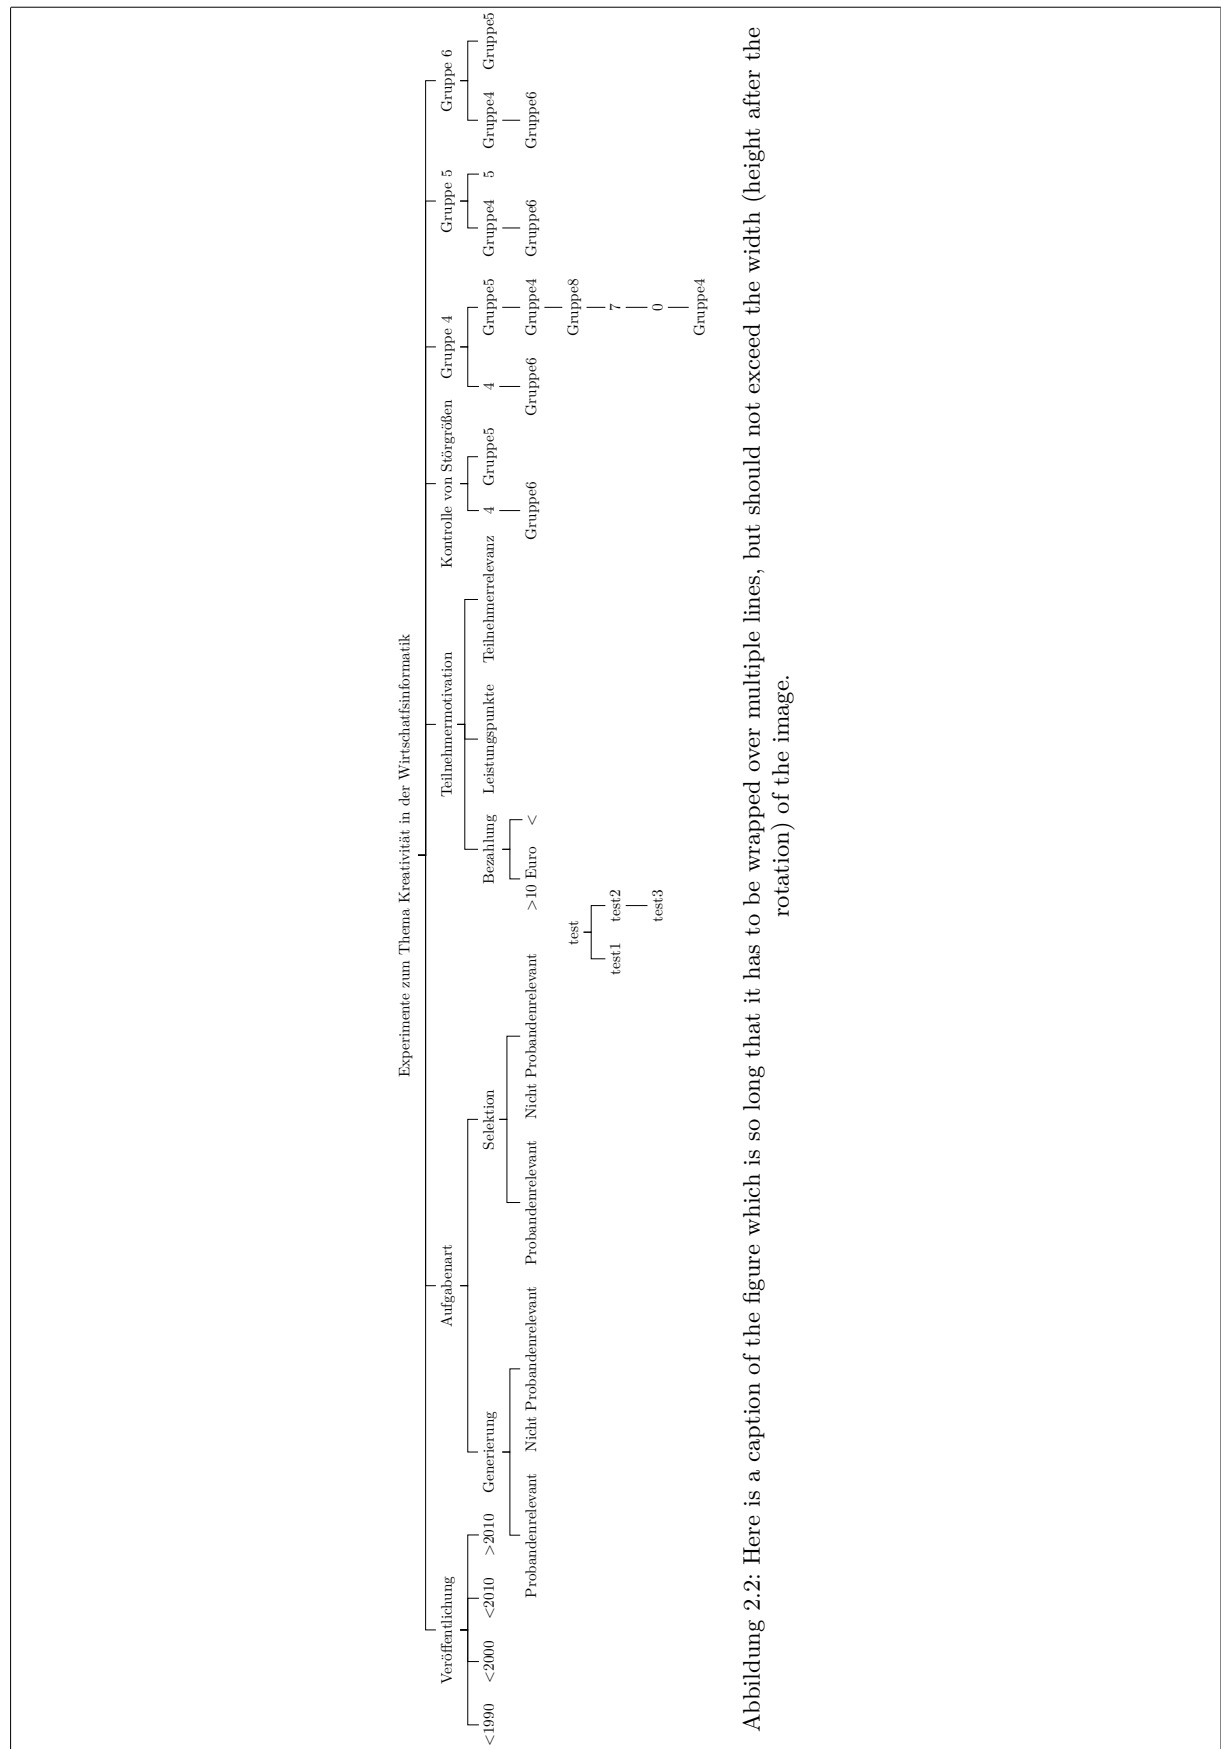 Experimente zum Thema Kreativität in der Wirtschatfsinformatik
Veröffentlichung Aufgabenart Teilnehmermotivation Kontrolle von Störgrößen Gruppe 4 Gruppe 5 Gruppe 6
<1990 <2000 <2010 >2010 Generierung Selektion Bezahlung Leistungspunkte Teilnehmerrelevanz 4 Gruppe5 4 Gruppe5 Gruppe4 5 Gruppe4 Gruppe5
Probandenrelevant Nicht Probandenrelevant Probandenrelevant Nicht Probandenrelevant >10 Euro < Gruppe6 Gruppe6 Gruppe4 Gruppe6 Gruppe6
test Gruppe8
test1 test2 7
test3 0
Gruppe4
Abbildung 2.2: Here is a caption of the figure which is so long that it has to be wrapped over multiple lines, but should not exceed the width (height after the
rotation) of the image.